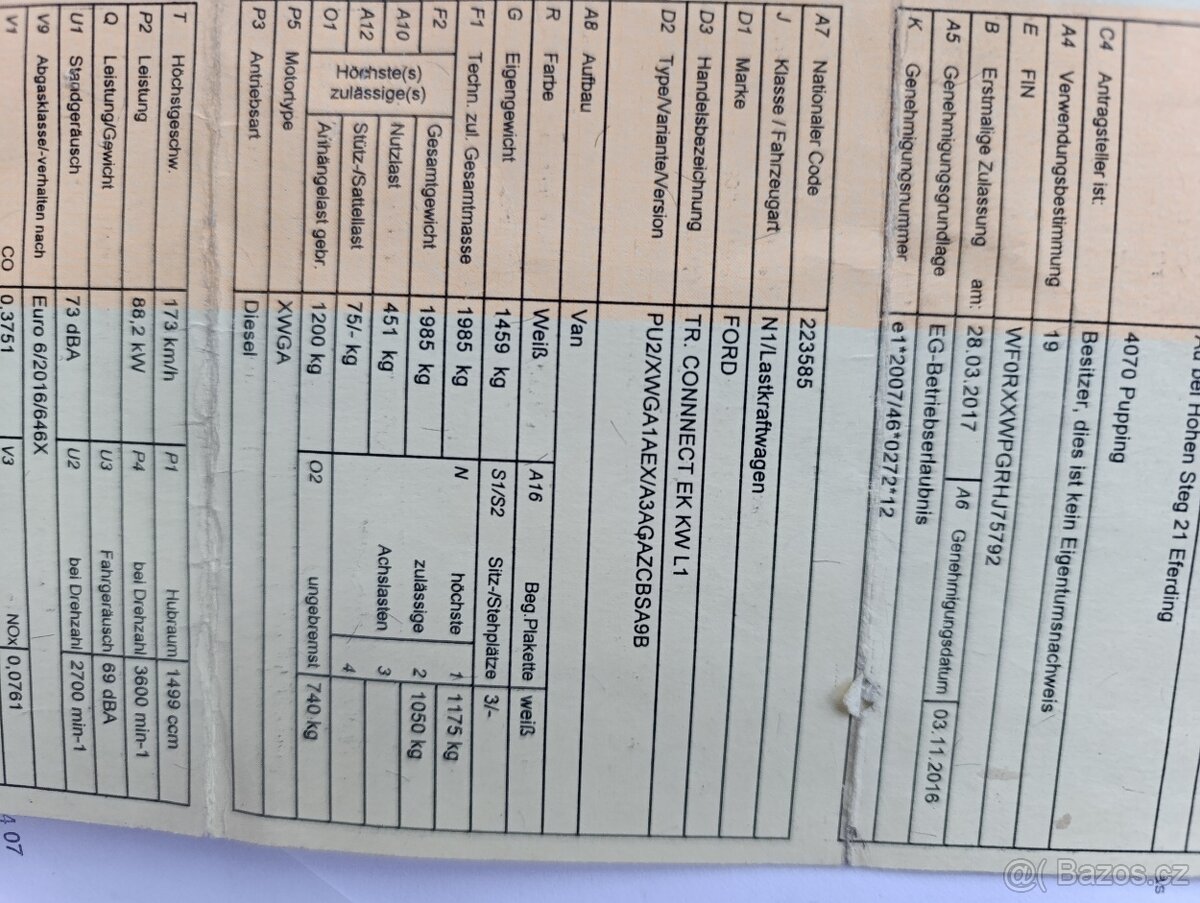 Au bei Hohen Steg 21 Eferding
4070 Pupping
C4 Antragsteller ist: Besitzer, dies ist kein Eigentumsnachweis
A4 Verwendungsbestimmung 19
E FIN WF0RXXWPGRHJ75792
B Erstmalige Zulassung am: 28.03.2017 A6 Genehmigungsdatum 03.11.2016
A5 Genehmigungsgrundlage EG-Betriebserlaubnis
K Genehmigungsnummer e1*2007/46*0272*12
A7 Nationaler Code 223585
J Klasse / Fahrzeugart N1/Lastkraftwagen
D1 Marke FORD
D3 Handelsbezeichnung TR. CONNNECT EK KW L1
D2 Type/Variante/Version PU2/XWGA1AEX/A3AGAZCBSA9B
A8 Aufbau Van
R Farbe Weiß A16 Beg.Plakette weiß
G Eigengewicht 1459 kg S1/S2 Sitz-/Stehplätze 3/-
F1 Techn. zul. Gesamtmasse 1985 kg N höchste 1 1175 kg
F2 Höchste(s) zulässige(s) Gesamtgewicht 1985 kg zulässige 2 1050 kg
A10 Nutzlast 451 kg Achslasten 3
A12 Stütz-/Sattellast 75/- kg 4
O1 Anhängelast gebr. 1200 kg O2 ungebremst 740 kg
P5 Motortype XWGA
P3 Antriebsart Diesel
T Höchstgeschw. 173 km/h P1 Hubraum 1499 ccm
P2 Leistung 88,2 kW P4 bei Drehzahl 3600 min-1
Q Leistung/Gewicht U3 Fahrgeräusch 69 dBA
U1 Standgeräusch 73 dBA U2 bei Drehzahl 2700 min-1
V9 Abgasklasse/-verhalten nach Euro 6/2016/646X
V1 CO 0,3751 V3 NOx 0,0761
4 07
@( Bazos.cz